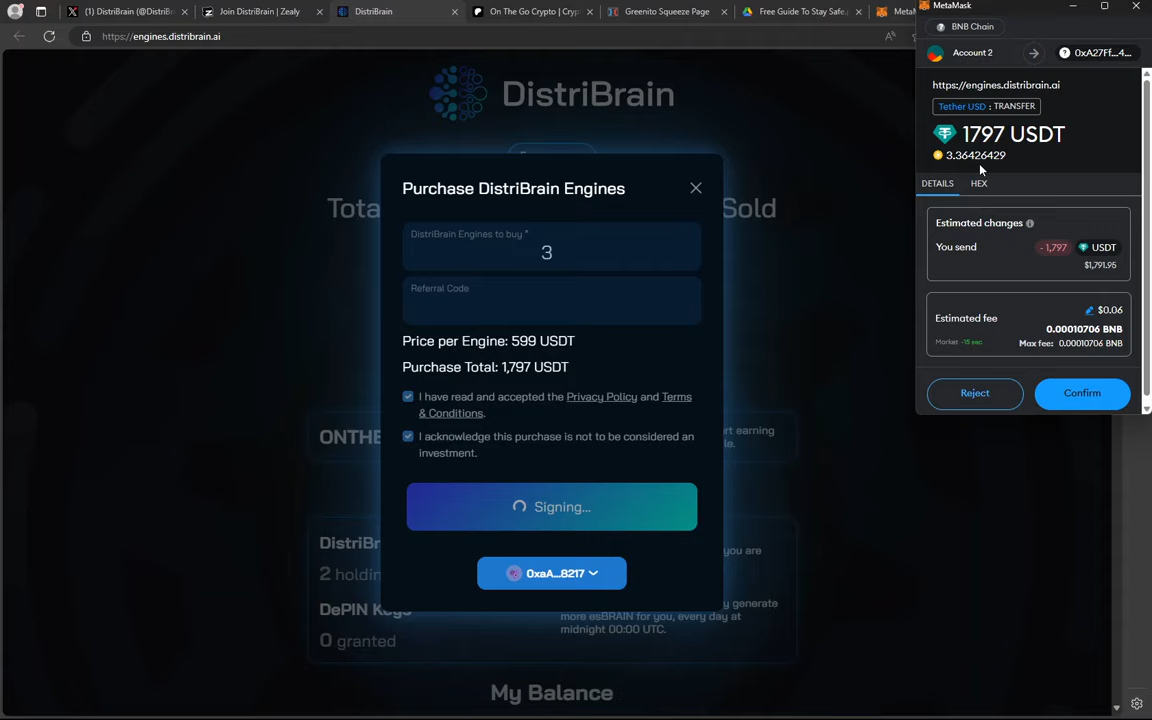 (1) DistriBrain (@DistriBr
Join DistriBrain | Zealy
DistriBrain
On The Go Crypto | Cryp
Greenito Squeeze Page
Free Guide To Stay Safe.p
MetaMask
https://engines.distribrain.ai
BNB Chain
Account 2
0xA27Ff...4...
https://engines.distribrain.ai
Tether USD : TRANSFER
1797 USDT
3.36426429
DETAILS
HEX
Estimated changes
You send
- 1,797
USDT
$1,791.95
Estimated fee
$0.06
0.00010706 BNB
Market ~15 sec
Max fee: 0.00010706 BNB
Reject
Confirm
DistriBrain
Tota
Sold
Purchase DistriBrain Engines
DistriBrain Engines to buy *
3
Referral Code
Price per Engine: 599 USDT
Purchase Total: 1,797 USDT
I have read and accepted the Privacy Policy and Terms
& Conditions.
I acknowledge this purchase is not to be considered an
investment.
Signing...
0xaA...8217
ONTHE
rt earning
le.
DistriBr
2 holdin
you are
DePIN Keys
0 granted
y generate
more esBRAIN for you, every day at
midnight 00:00 UTC.
My Balance